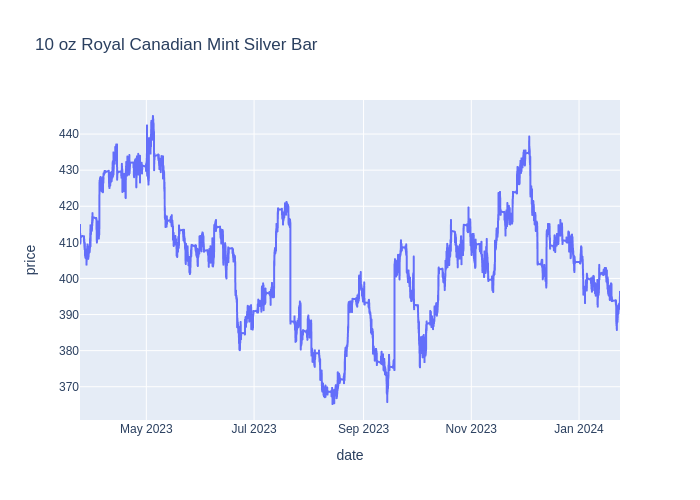 10 oz Royal Canadian Mint Silver Bar
440
430
420
410
400
390
380
370
price
May 2023
Jul 2023
Sep 2023
Nov 2023
Jan 2024
date